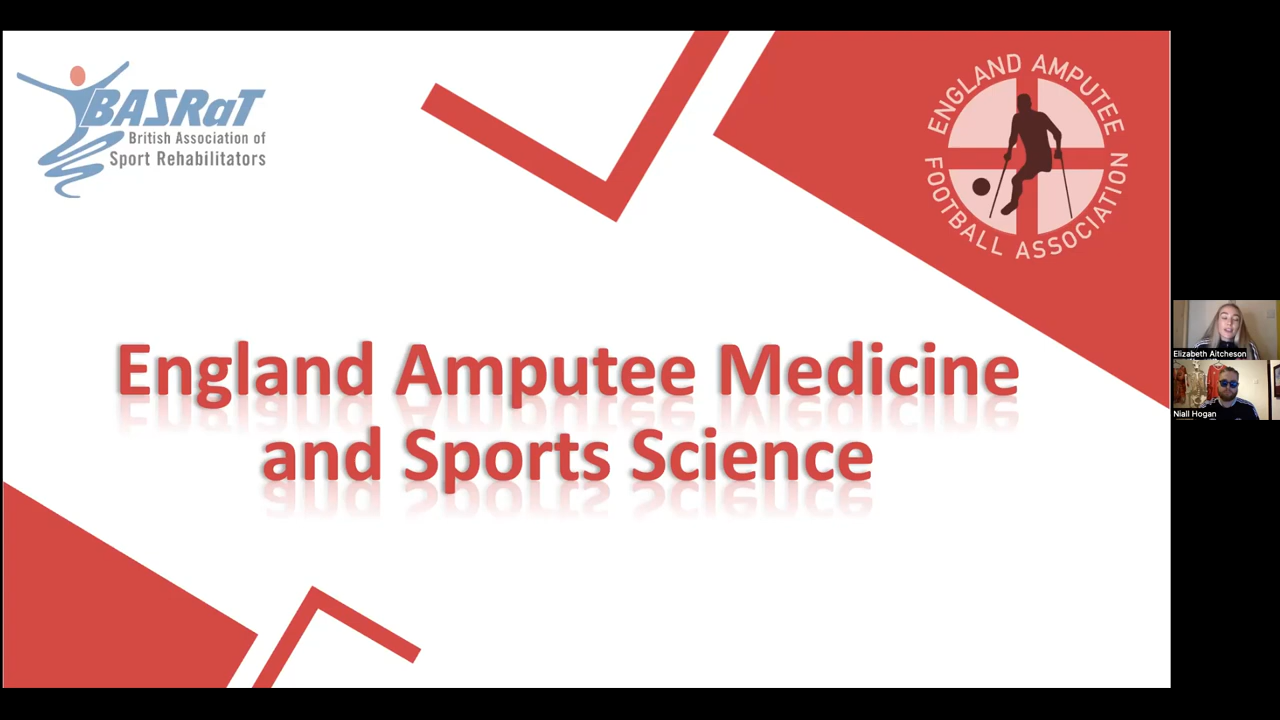 BASRaT
British Association of
Sport Rehabilitators
ENGLAND AMPUTEE
FOOTBALL ASSOCIATION
England Amputee Medicine
and Sports Science
Elizabeth Aitcheson
Niall Hogan